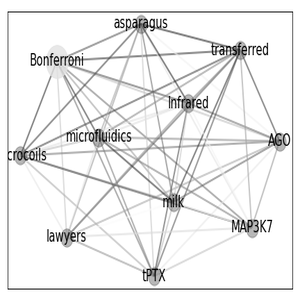 asparagus
transferred
Bonferroni
Infrared
microfluidics
AGO
crocoils
milk
MAP3K7
lawyers
tPTX